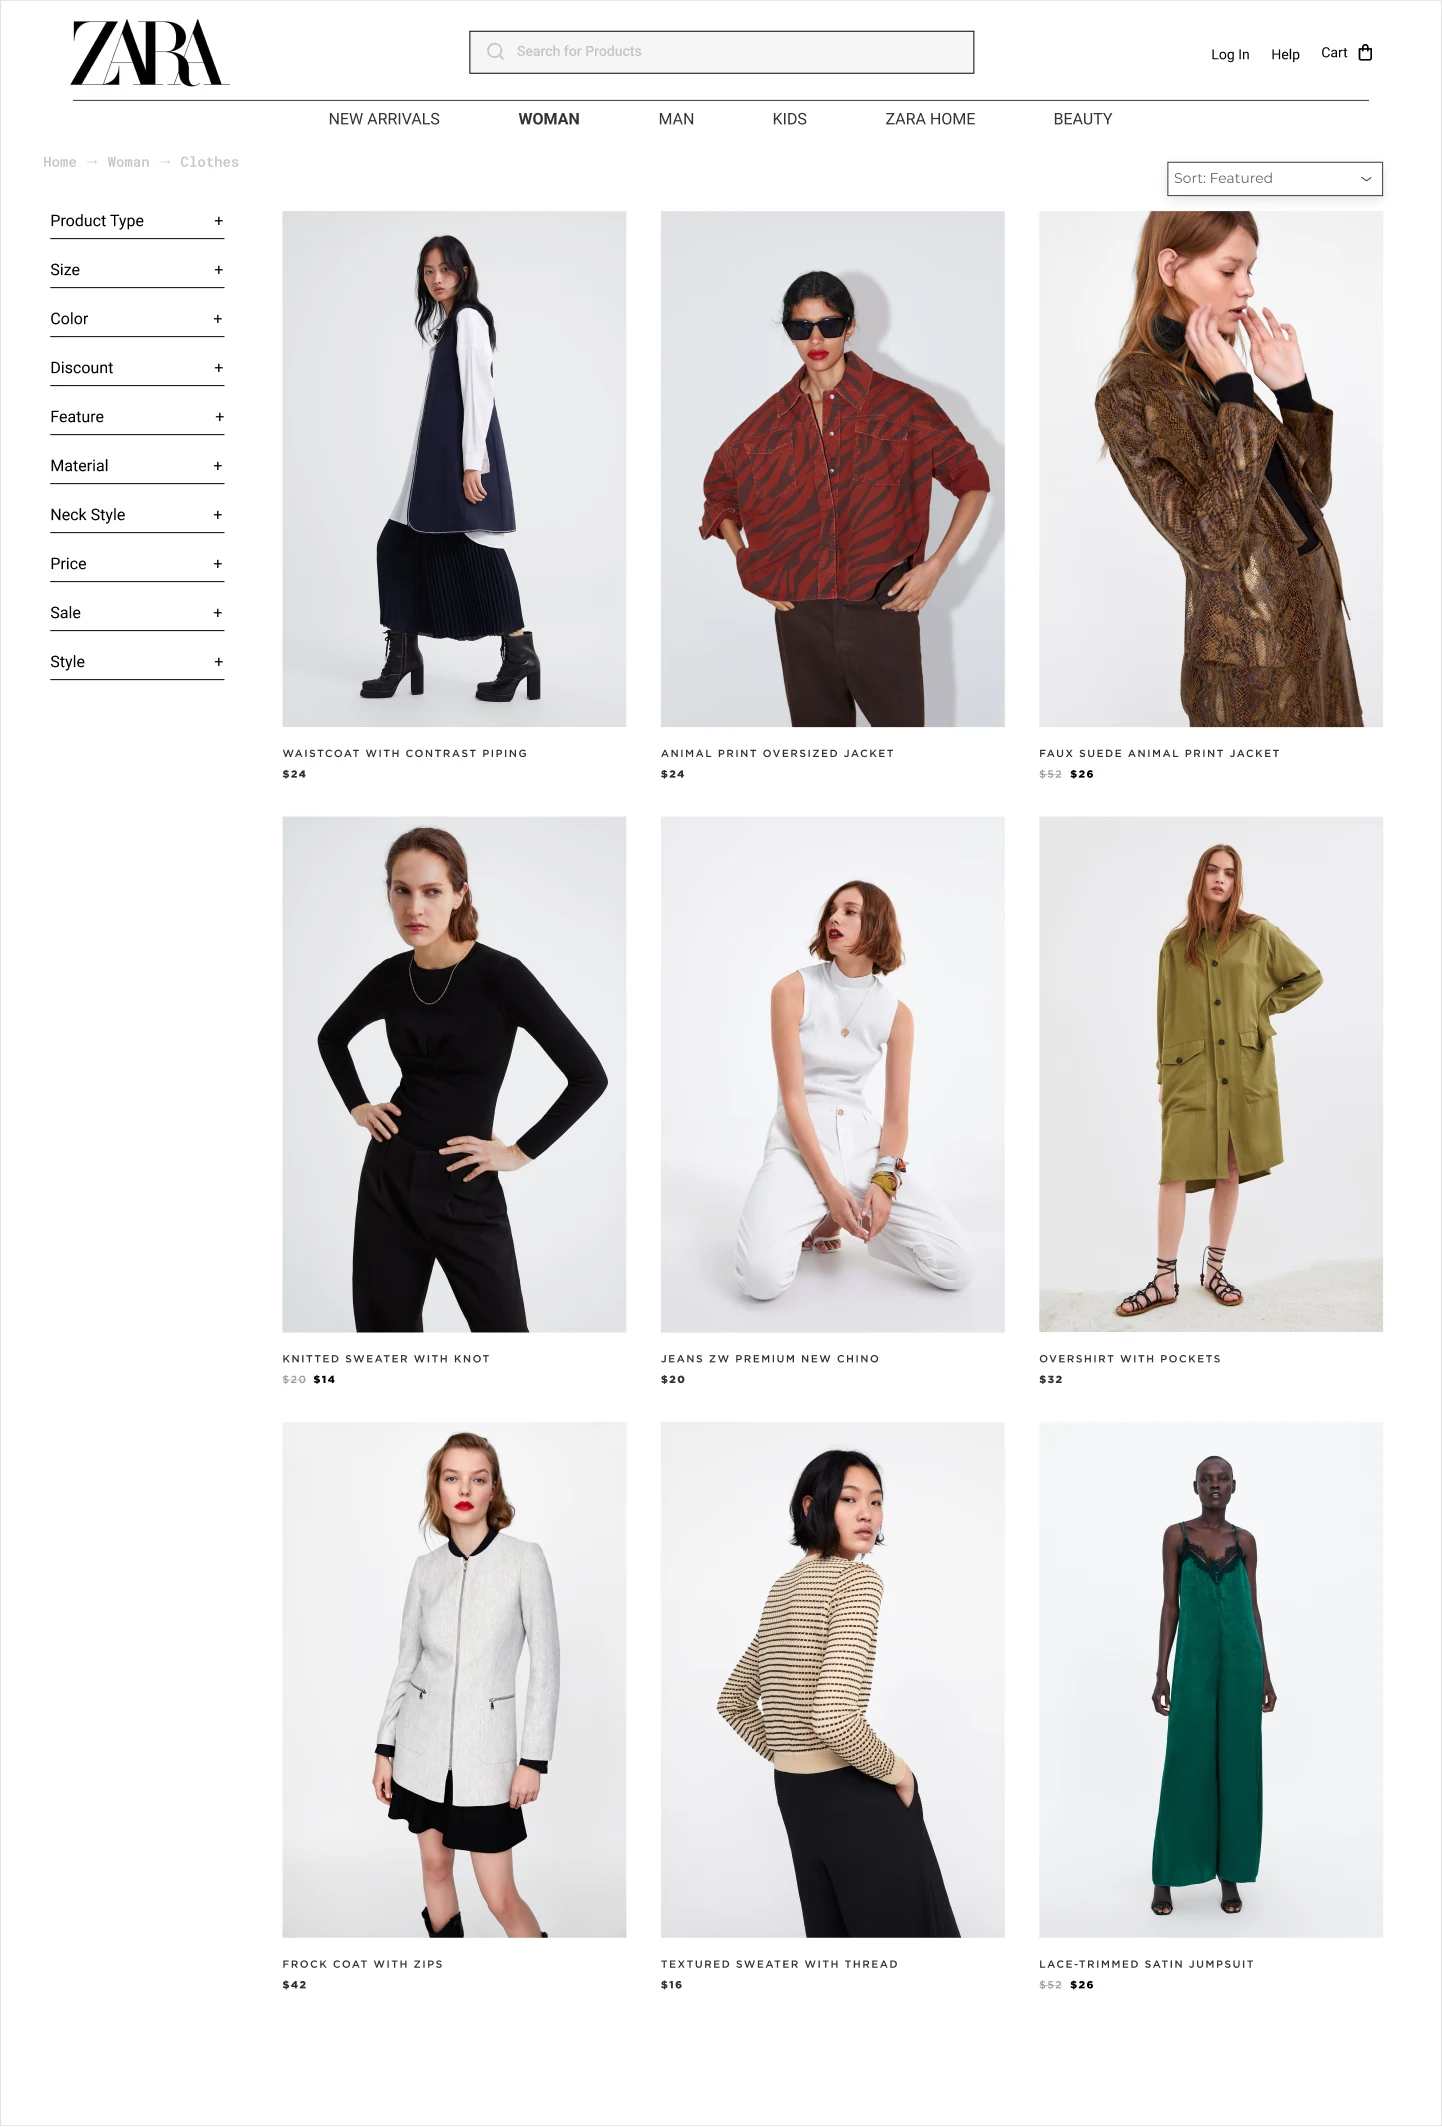 ZARA
Search for Products
Log In Help Cart
NEW ARRIVALS WOMAN MAN KIDS ZARA HOME BEAUTY
Home → Woman → Clothes
Sort: Featured
Product Type +
Size +
Color +
Discount +
Feature +
Material +
Neck Style +
Price +
Sale +
Style +
WAISTCOAT WITH CONTRAST PIPING
$24
ANIMAL PRINT OVERSIZED JACKET
$24
FAUX SUEDE ANIMAL PRINT JACKET
$52 $26
KNITTED SWEATER WITH KNOT
$20 $14
JEANS ZW PREMIUM NEW CHINO
$20
OVERSHIRT WITH POCKETS
$32
FROCK COAT WITH ZIPS
$42
TEXTURED SWEATER WITH THREAD
$16
LACE-TRIMMED SATIN JUMPSUIT
$52 $26